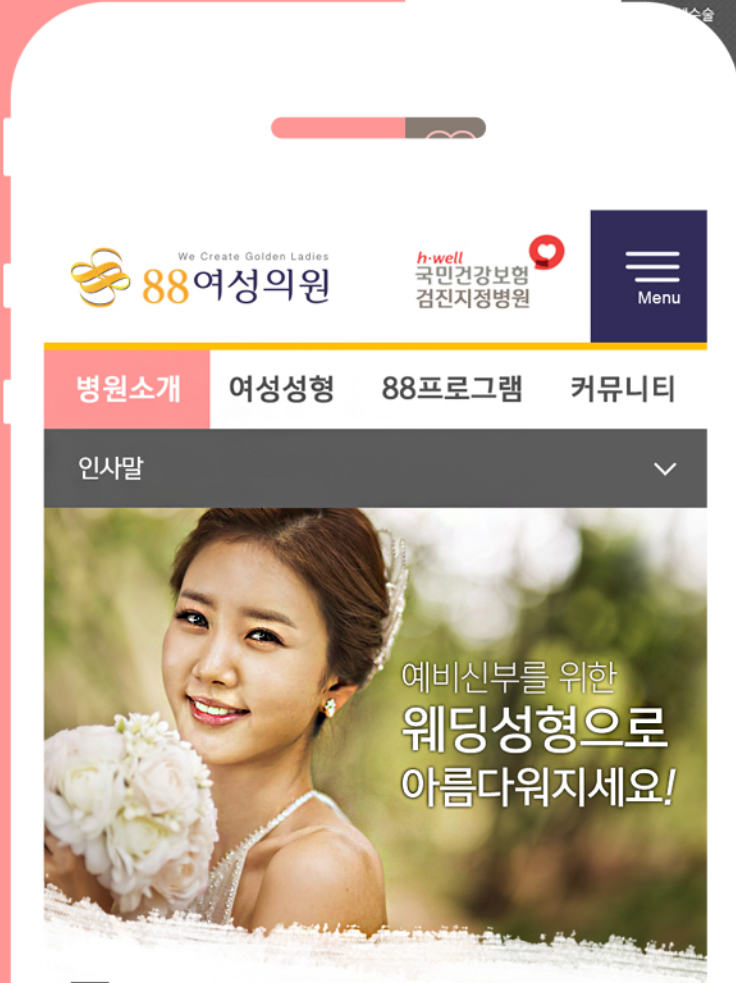 We Create Golden Ladies
88여성의원
h·well
국민건강보험
검진지정병원
Menu
병원소개 여성성형 88프로그램 커뮤니티
인사말
예비신부를 위한
웨딩성형으로
아름다워지세요!